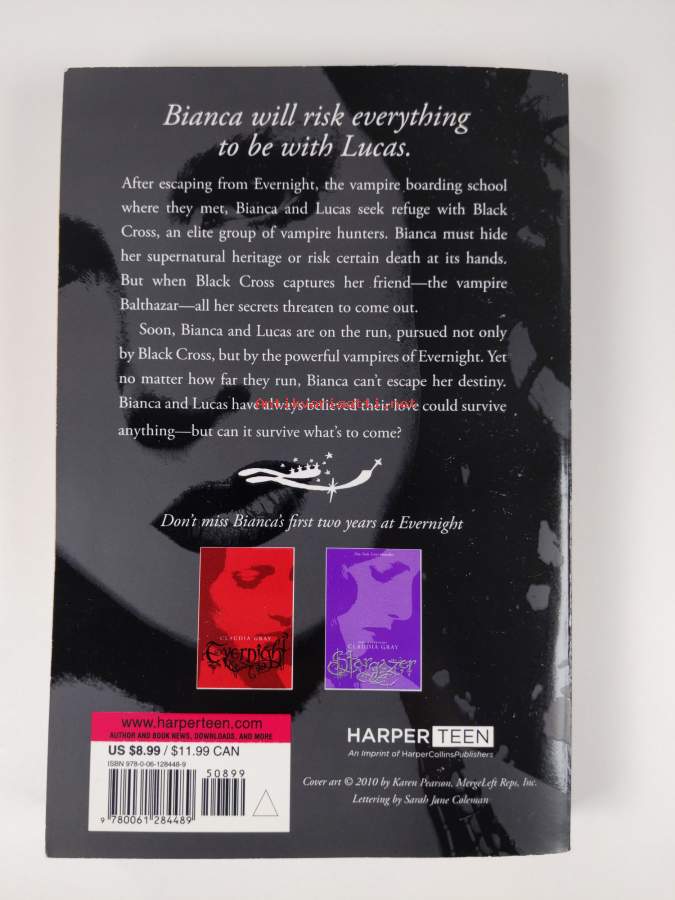 Bianca will risk everything
to be with Lucas.
After escaping from Evernight, the vampire boarding school
where they met, Bianca and Lucas seek refuge with Black
Cross, an elite group of vampire hunters. Bianca must hide
her supernatural heritage or risk certain death at its hands.
But when Black Cross captures her friend—the vampire
Balthazar—all her secrets threaten to come out.
Soon, Bianca and Lucas are on the run, pursued not only
by Black Cross, but by the powerful vampires of Evernight. Yet
no matter how far they run, Bianca can't escape her destiny.
Bianca and Lucas have always believed their love could survive
anything—but can it survive what's to come?
Don't miss Bianca's first two years at Evernight
CLAUDIA GRAY
Evernight
CLAUDIA GRAY
Stargazer
www.harperteen.com
AUTHOR AND BOOK NEWS, DOWNLOADS, AND MORE
US $8.99 / $11.99 CAN
ISBN 978-0-06-128448-9
50899
9 780061 284489
HARPER TEEN
An Imprint of HarperCollinsPublishers
Cover art © 2010 by Karen Pearson, MergeLeft Reps, Inc.
Lettering by Sarah Jane Coleman